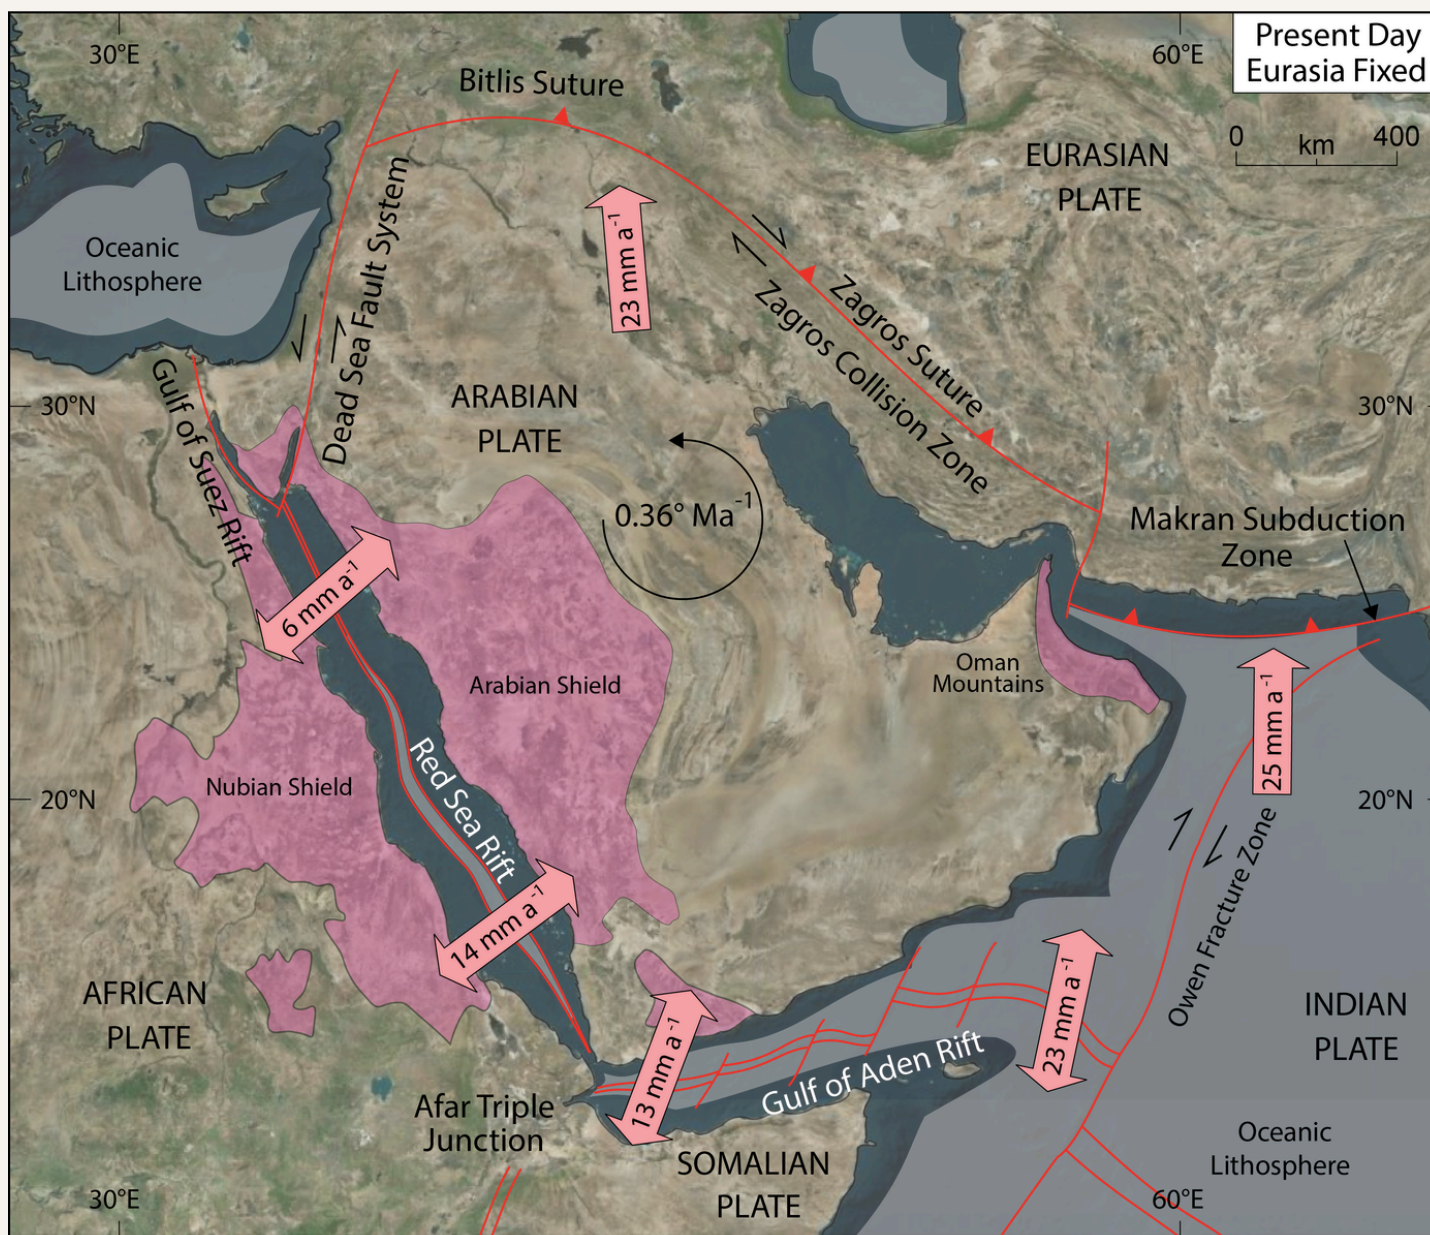 30°E
60°E
Present Day
Eurasia Fixed
0 km 400
Bitlis Suture
EURASIAN
PLATE
Oceanic
Lithosphere
Dead Sea Fault System
23 mm a⁻¹
Zagros Suture
Zagros Collision Zone
Gulf of Suez Rift
30°N
ARABIAN
PLATE
30°N
0.36° Ma⁻¹
Makran Subduction
Zone
6 mm a⁻¹
Arabian Shield
Oman
Mountains
25 mm a⁻¹
Nubian Shield
Red Sea Rift
20°N
20°N
14 mm a⁻¹
Owen Fracture Zone
AFRICAN
PLATE
13 mm a⁻¹
23 mm a⁻¹
INDIAN
PLATE
Gulf of Aden Rift
Afar Triple
Junction
SOMALIAN
PLATE
Oceanic
Lithosphere
30°E
60°E